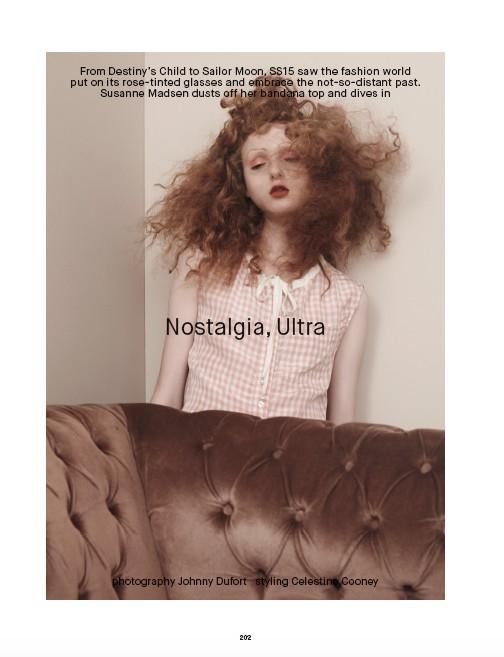 From Destiny's Child to Sailor Moon, SS15 saw the fashion world
put on its rose-tinted glasses and embrace the not-so-distant past.
Susanne Madsen dusts off her bandana top and dives in
Nostalgia, Ultra
photography Johnny Dufort styling Celestine Cooney
202